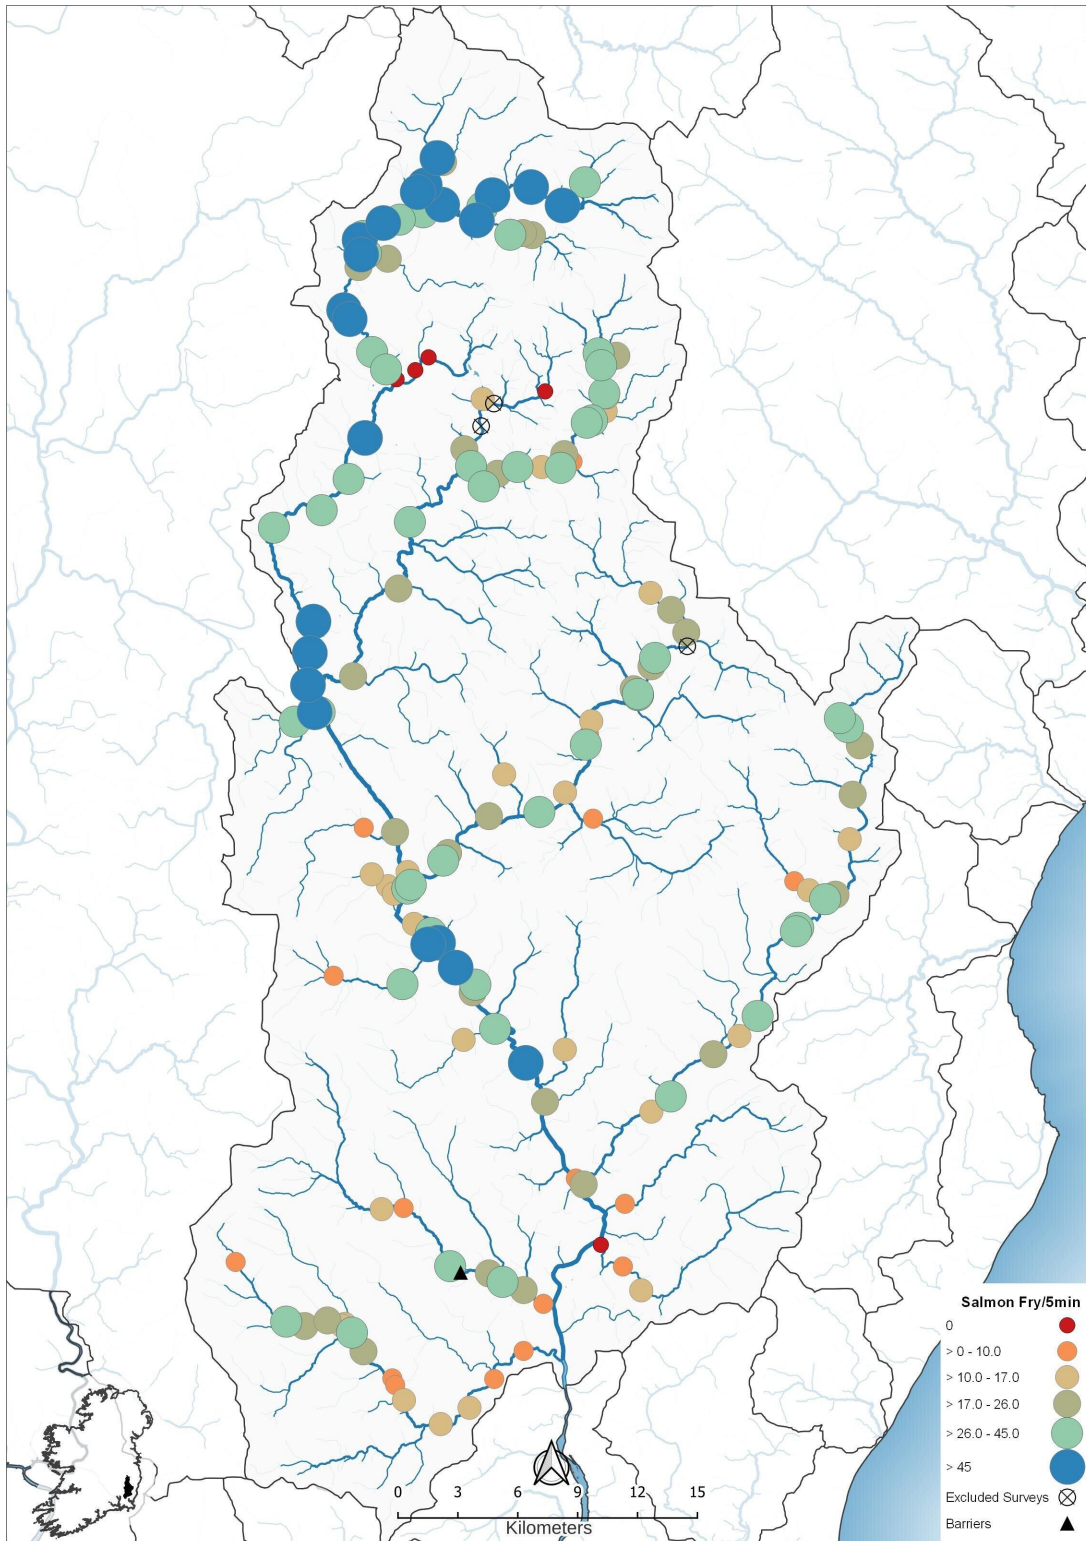 Salmon Fry/5min
0
> 0 - 10.0
> 10.0 - 17.0
> 17.0 - 26.0
> 26.0 - 45.0
> 45
Excluded Surveys
Barriers
0 3 6 9 12 15
Kilometers